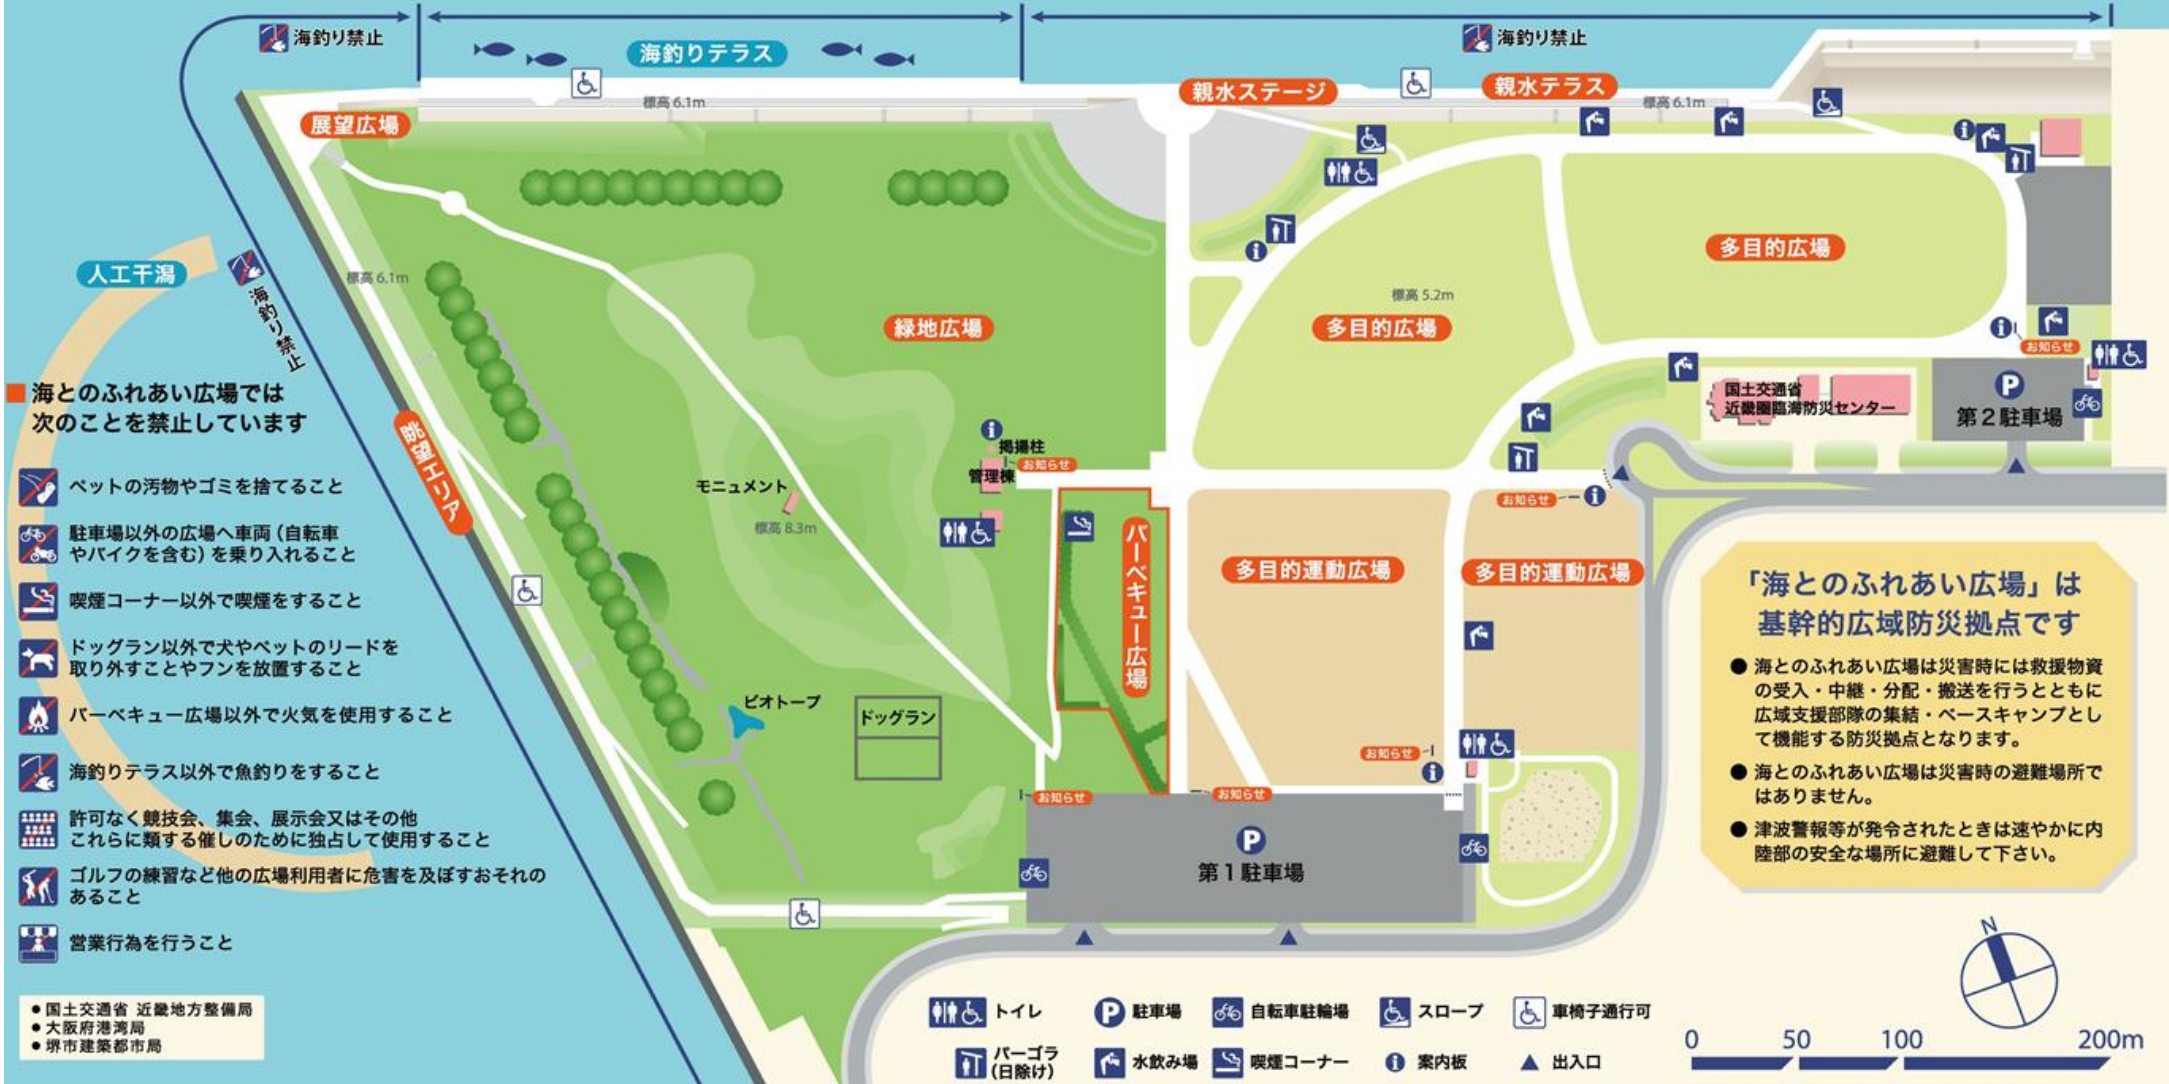 海釣り禁止
海釣りテラス
海釣り禁止
親水ステージ
親水テラス
標高 6.1m
標高 6.1m
展望広場
人工干潟
海釣り禁止
標高 6.1m
多目的広場
標高 5.2m
緑地広場
多目的広場
お知らせ
国土交通省
近畿圏臨海防災センター
P
第2駐車場
眺望エリア
掲揚柱
お知らせ
管理棟
モニュメント
標高 8.3m
お知らせ
バーベキュー広場
多目的運動広場
多目的運動広場
ビオトープ
ドッグラン
お知らせ
お知らせ
お知らせ
P
第1駐車場
海とのふれあい広場では
次のことを禁止しています
ペットの汚物やゴミを捨てること
駐車場以外の広場へ車両（自転車
やバイクを含む）を乗り入れること
喫煙コーナー以外で喫煙をすること
ドッグラン以外で犬やペットのリードを
取り外すことやフンを放置すること
バーベキュー広場以外で火気を使用すること
海釣りテラス以外で魚釣りをすること
許可なく競技会、集会、展示会又はその他
これらに類する催しのために独占して使用すること
ゴルフの練習など他の広場利用者に危害を及ぼすおそれの
あること
営業行為を行うこと
●国土交通省 近畿地方整備局
●大阪府港湾局
●堺市建築都市局
「海とのふれあい広場」は
基幹的広域防災拠点です
● 海とのふれあい広場は災害時には救援物資
の受入・中継・分配・搬送を行うとともに
広域支援部隊の集結・ベースキャンプとし
て機能する防災拠点となります。
● 海とのふれあい広場は災害時の避難場所で
はありません。
● 津波警報等が発令されたときは速やかに内
陸部の安全な場所に避難して下さい。
N
トイレ
P 駐車場
自転車駐輪場
スロープ
車椅子通行可
パーゴラ
(日除け)
水飲み場
喫煙コーナー
i 案内板
▲ 出入口
0 50 100 200m